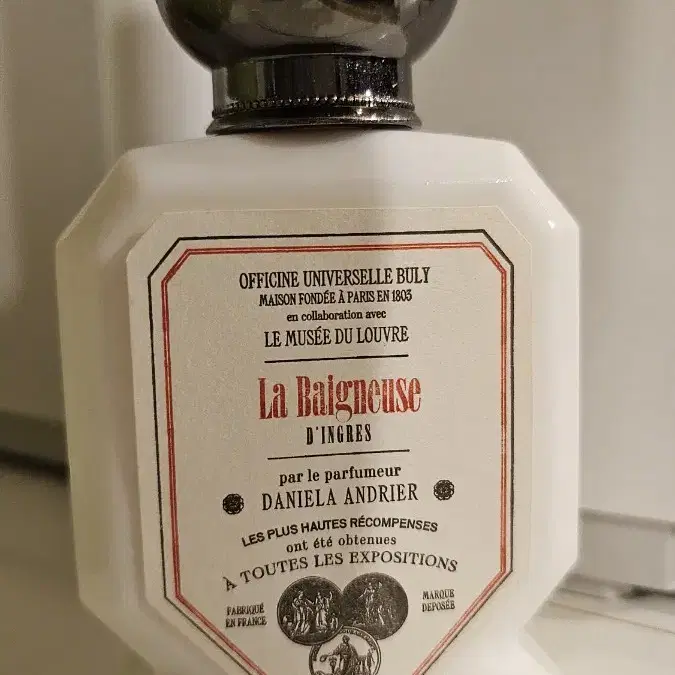 OFFICINE UNIVERSELLE BULY
MAISON FONDÉE À PARIS EN 1803
en collaboration avec
LE MUSÉE DU LOUVRE
La Baigneuse
D'INGRES
par le parfumeur
DANIELA ANDRIER
LES PLUS HAUTES RÉCOMPENSES
ont été obtenues
À TOUTES LES EXPOSITIONS
FABRIQUÉ
EN FRANCE
MARQUE
DEPOSÉE